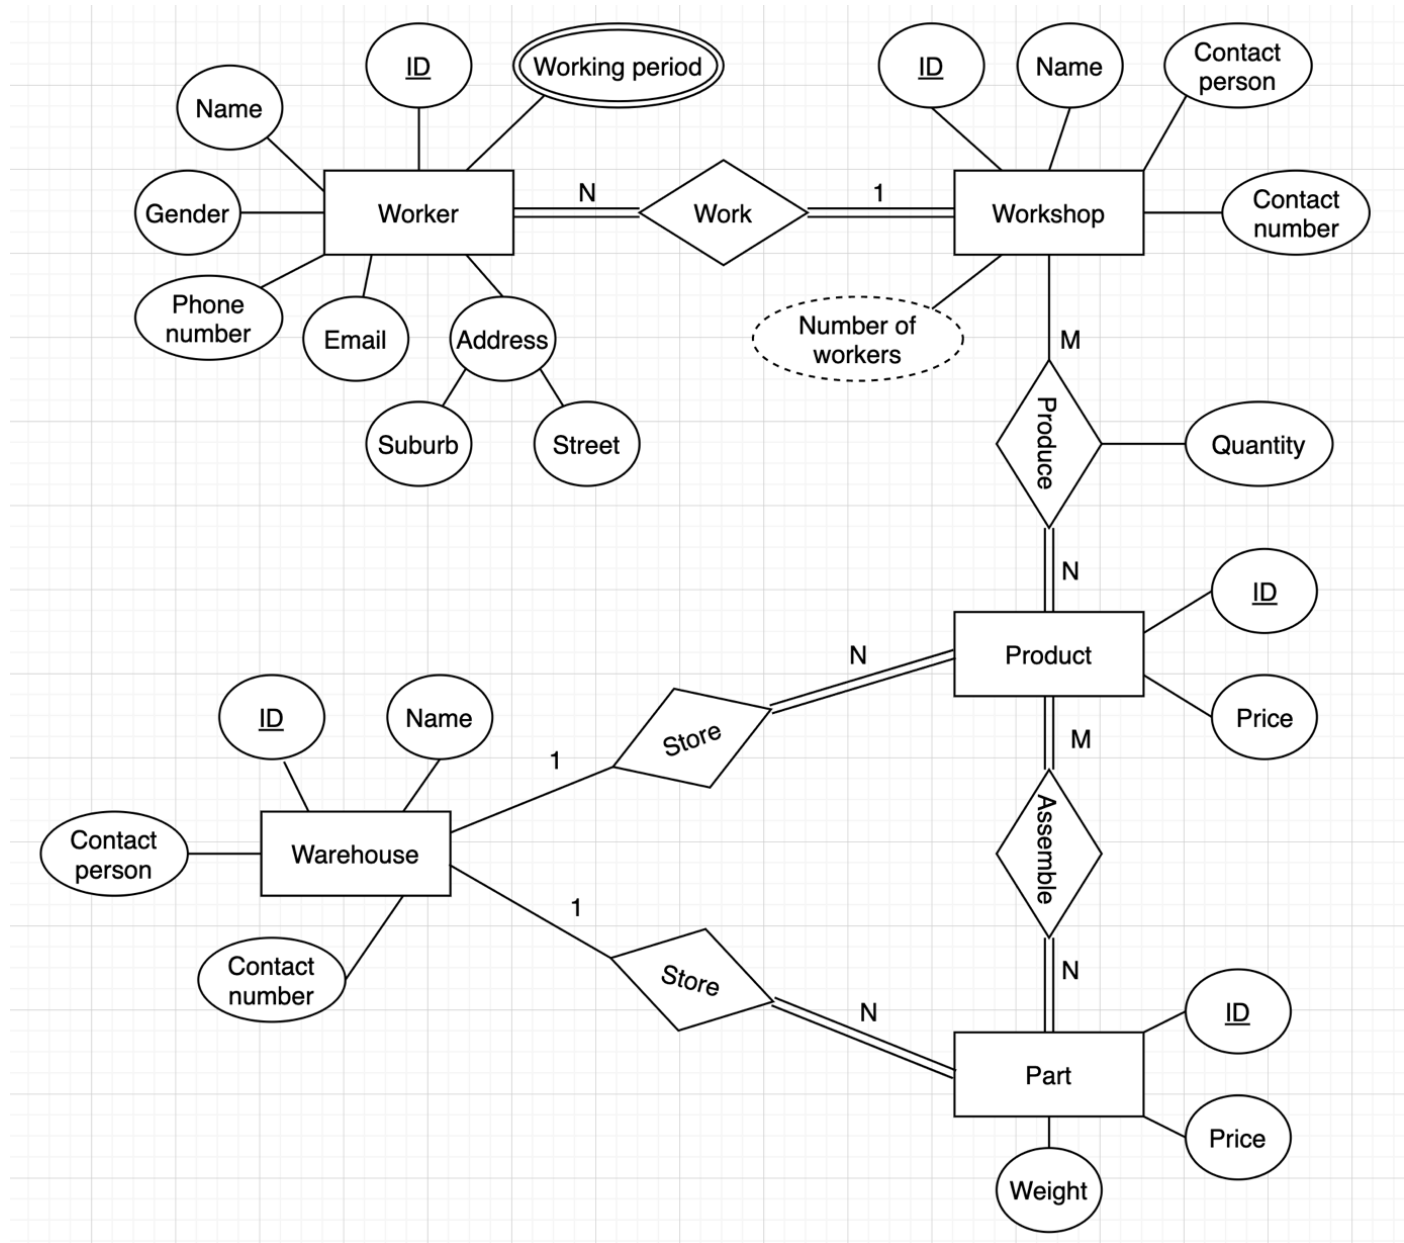 ID
Working period
ID
Name
Contact
person
Name
Gender
Worker
N
Work
1
Workshop
Contact
number
Phone
number
Email
Address
Number of
workers
M
Suburb
Street
Produce
Quantity
N
ID
Product
N
Price
ID
Name
Store
M
1
Contact
person
Warehouse
Assemble
1
Contact
number
Store
N
N
ID
Part
Price
Weight